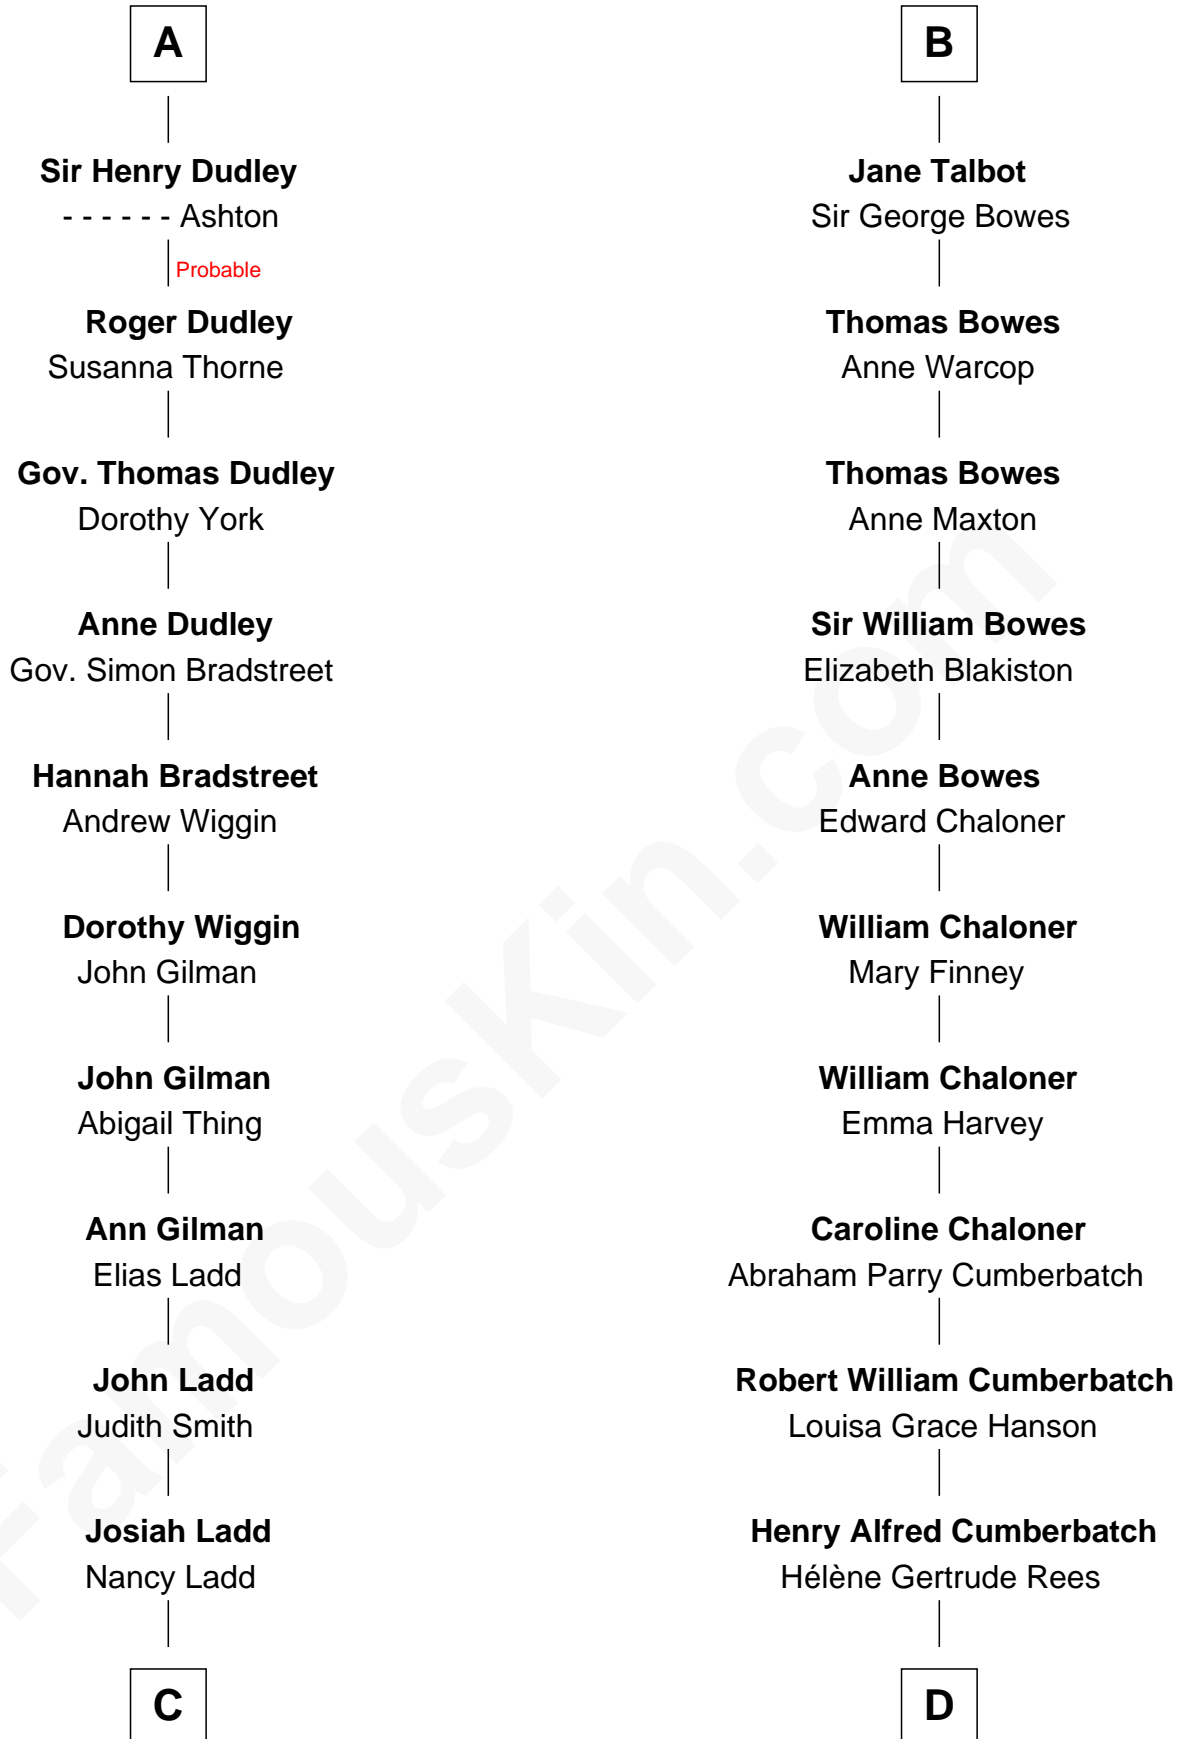 A
Sir Henry Dudley
- - - - - - Ashton
Probable
Roger Dudley
Susanna Thorne
Gov. Thomas Dudley
Dorothy York
Anne Dudley
Gov. Simon Bradstreet
Hannah Bradstreet
Andrew Wiggin
Dorothy Wiggin
John Gilman
John Gilman
Abigail Thing
Ann Gilman
Elias Ladd
John Ladd
Judith Smith
Josiah Ladd
Nancy Ladd
C
B
Jane Talbot
Sir George Bowes
Thomas Bowes
Anne Warcop
Thomas Bowes
Anne Maxton
Sir William Bowes
Elizabeth Blakiston
Anne Bowes
Edward Chaloner
William Chaloner
Mary Finney
William Chaloner
Emma Harvey
Caroline Chaloner
Abraham Parry Cumberbatch
Robert William Cumberbatch
Louisa Grace Hanson
Henry Alfred Cumberbatch
Hélène Gertrude Rees
D
FamousKin.com